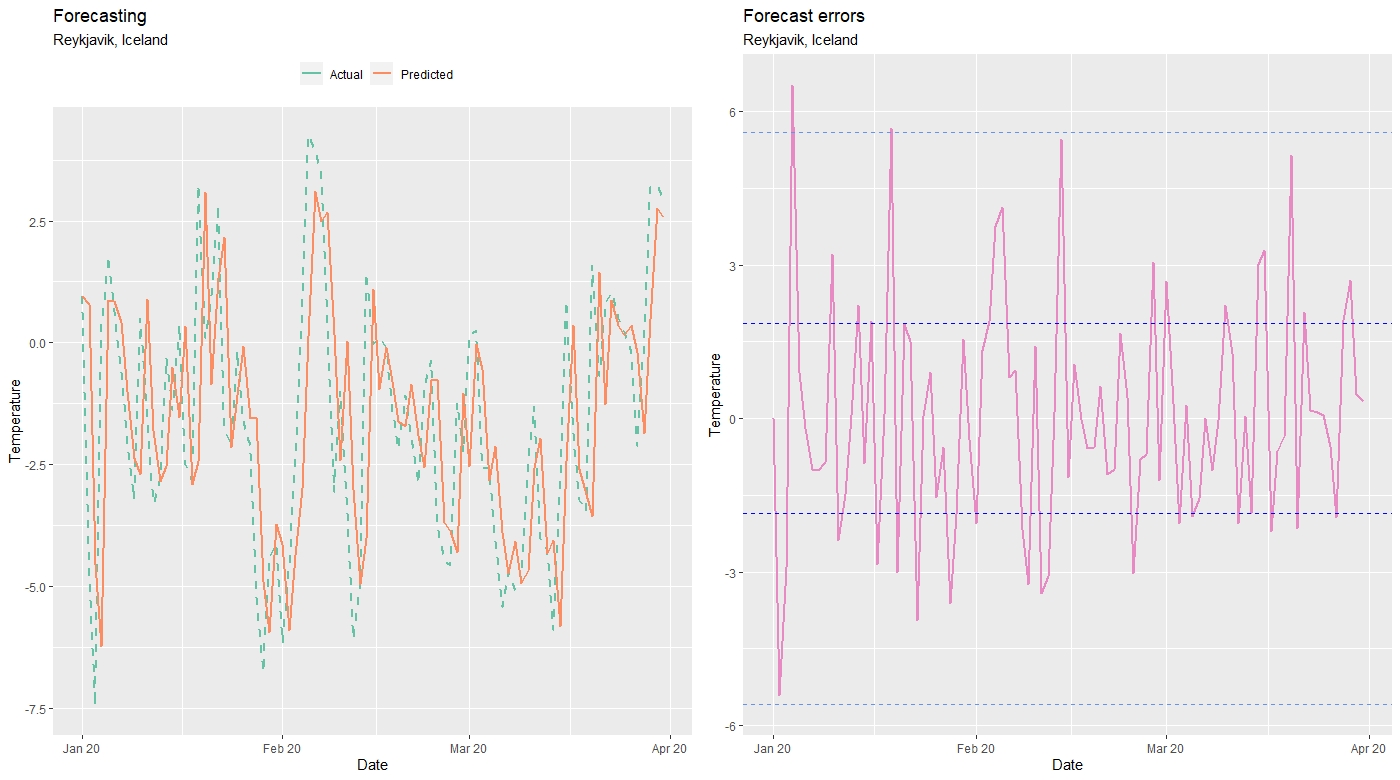 Forecasting
Reykjavik, Iceland
Actual Predicted
2.5
0.0
-2.5
-5.0
-7.5
Temperature
Jan 20 Feb 20 Mar 20 Apr 20
Date
Forecast errors
Reykjavik, Iceland
6
3
0
-3
-6
Temperature
Jan 20 Feb 20 Mar 20 Apr 20
Date